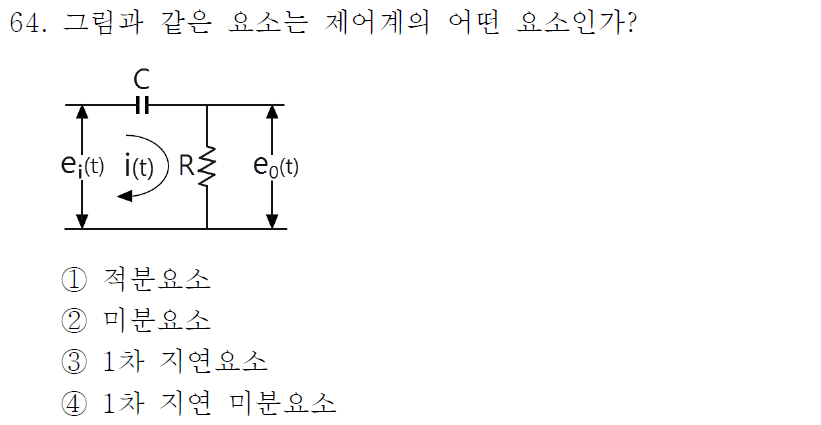 64. 그림과 같은 요소는 제어계의 어떤 요소인가?
C
eᵢ(t) i(t) R e₀(t)
① 적분요소
② 미분요소
③ 1차 지연요소
④ 1차 지연 미분요소